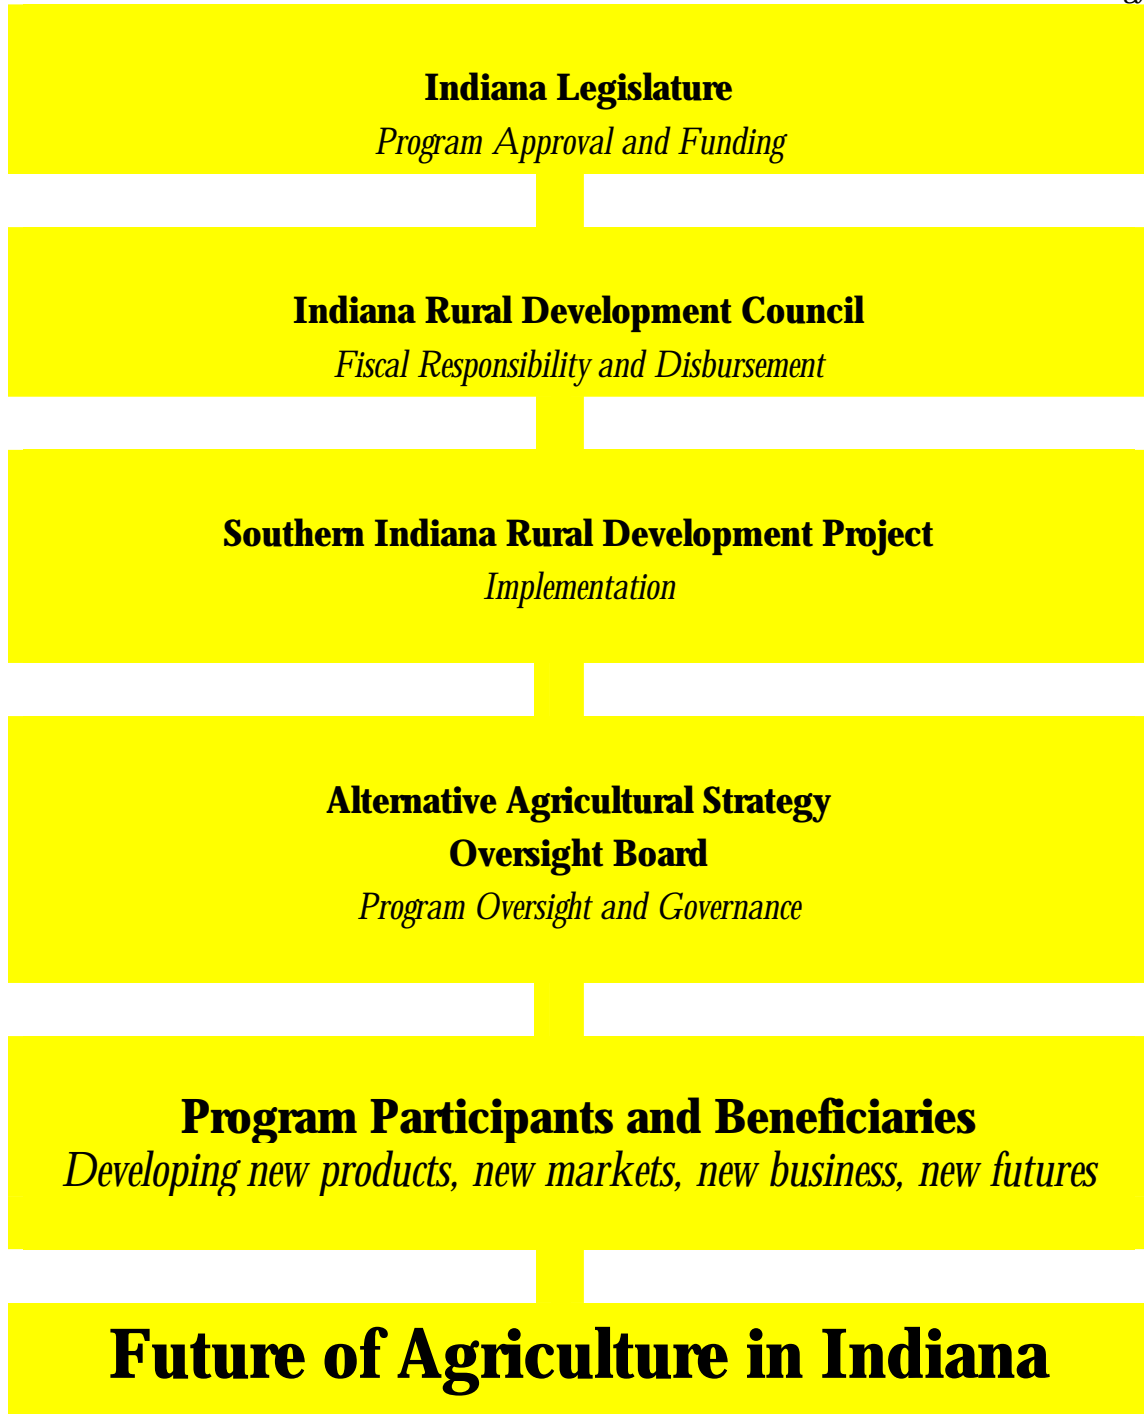 Indiana Legislature
Program Approval and Funding
Indiana Rural Development Council
Fiscal Responsibility and Disbursement
Southern Indiana Rural Development Project
Implementation
Alternative Agricultural Strategy
Oversight Board
Program Oversight and Governance
Program Participants and Beneficiaries
Developing new products, new markets, new business, new futures
Future of Agriculture in Indiana